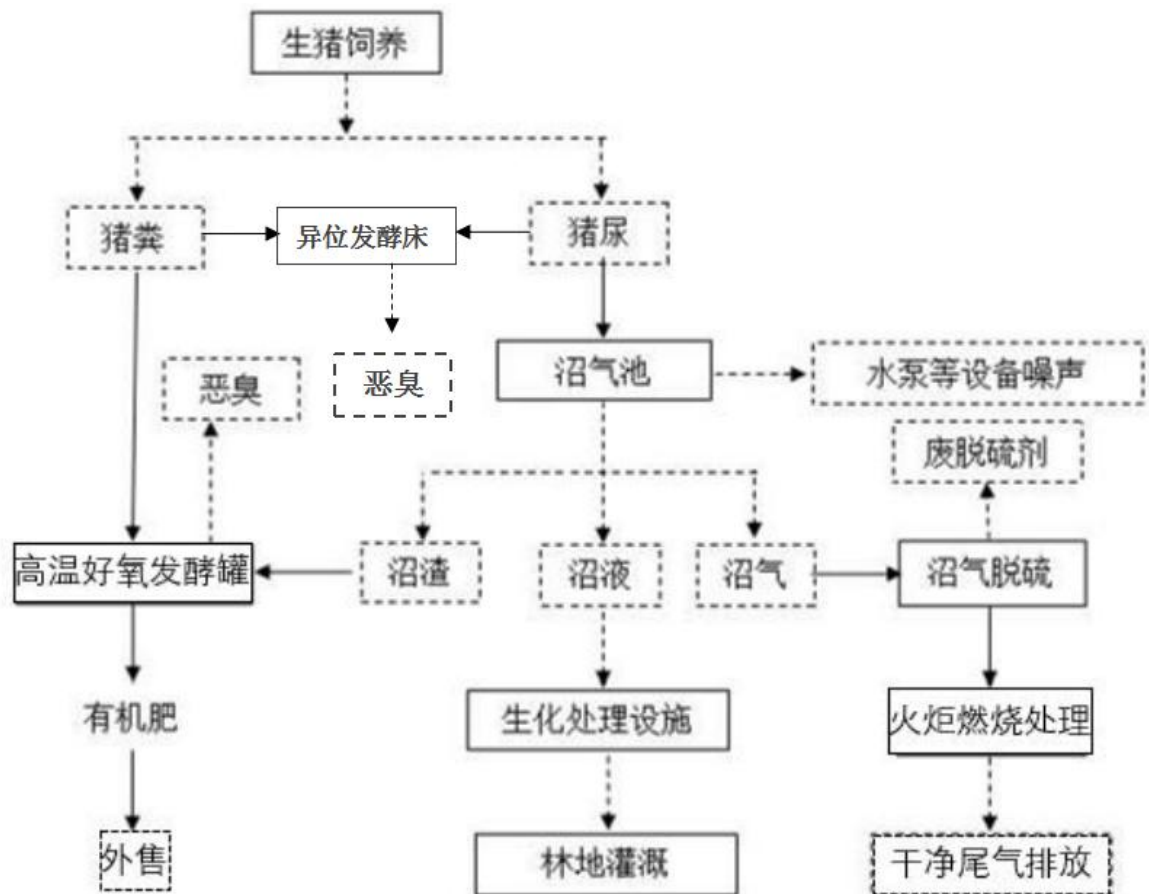 生猪饲养
猪粪
异位发酵床
猪尿
恶臭
恶臭
沼气池
水泵等设备噪声
废脱硫剂
高温好氧发酵罐
沼渣
沼液
沼气
沼气脱硫
有机肥
生化处理设施
火炬燃烧处理
外售
林地灌溉
干净尾气排放